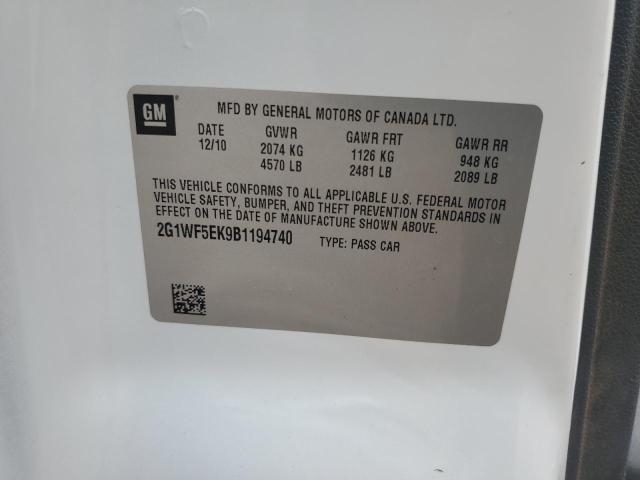 GM
MFD BY GENERAL MOTORS OF CANADA LTD.
DATE GVWR GAWR FRT GAWR RR
12/10 2074 KG 1126 KG 948 KG
4570 LB 2481 LB 2089 LB
THIS VEHICLE CONFORMS TO ALL APPLICABLE U.S. FEDERAL MOTOR
VEHICLE SAFETY, BUMPER, AND THEFT PREVENTION STANDARDS IN
EFFECT ON THE DATE OF MANUFACTURE SHOWN ABOVE.
2G1WF5EK9B1194740 TYPE: PASS CAR